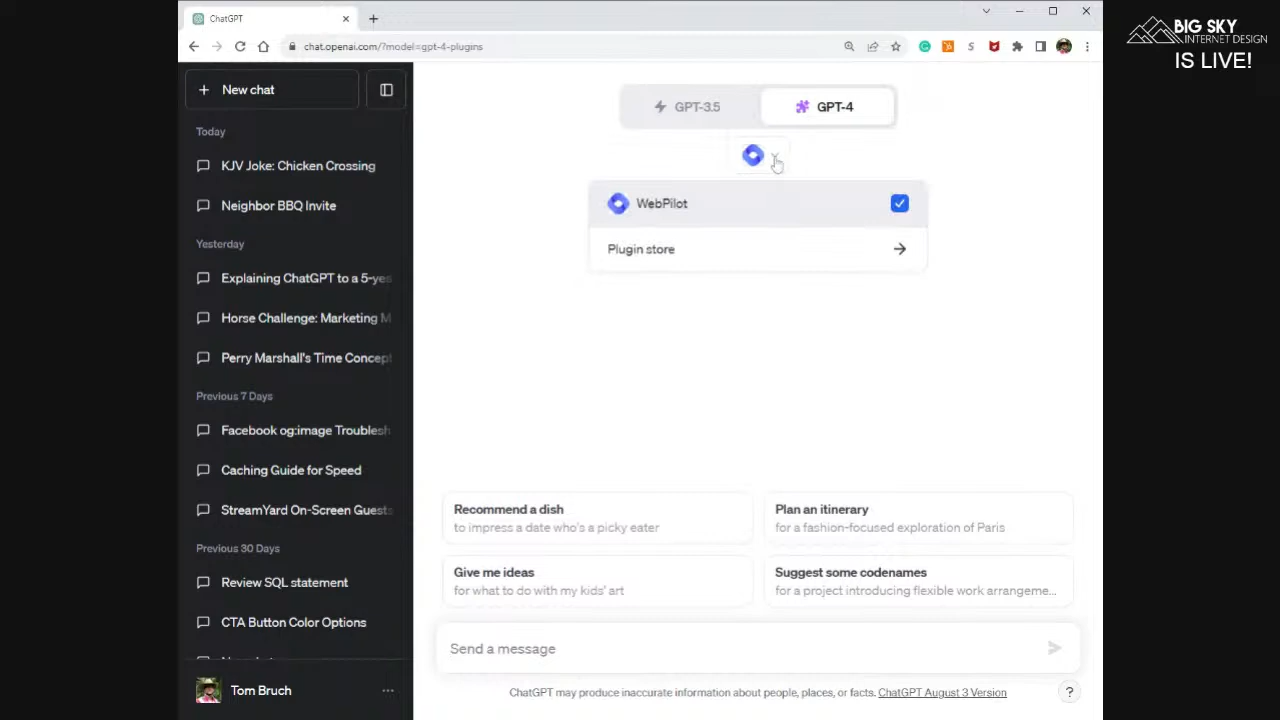 ChatGPT
chat.openai.com/?model=gpt-4-plugins
BIG SKY
INTERNET DESIGN
IS LIVE!
New chat
Today
KJV Joke: Chicken Crossing
Neighbor BBQ Invite
Yesterday
Explaining ChatGPT to a 5-ye
Horse Challenge: Marketing M
Perry Marshall's Time Concept
Previous 7 Days
Facebook og:image Troublesh
Caching Guide for Speed
StreamYard On-Screen Guests
Previous 30 Days
Review SQL statement
CTA Button Color Options
Tom Bruch
GPT-3.5
GPT-4
WebPilot
Plugin store
Recommend a dish
to impress a date who's a picky eater
Plan an itinerary
for a fashion-focused exploration of Paris
Give me ideas
for what to do with my kids' art
Suggest some codenames
for a project introducing flexible work arrangeme...
Send a message
ChatGPT may produce inaccurate information about people, places, or facts. ChatGPT August 3 Version
?